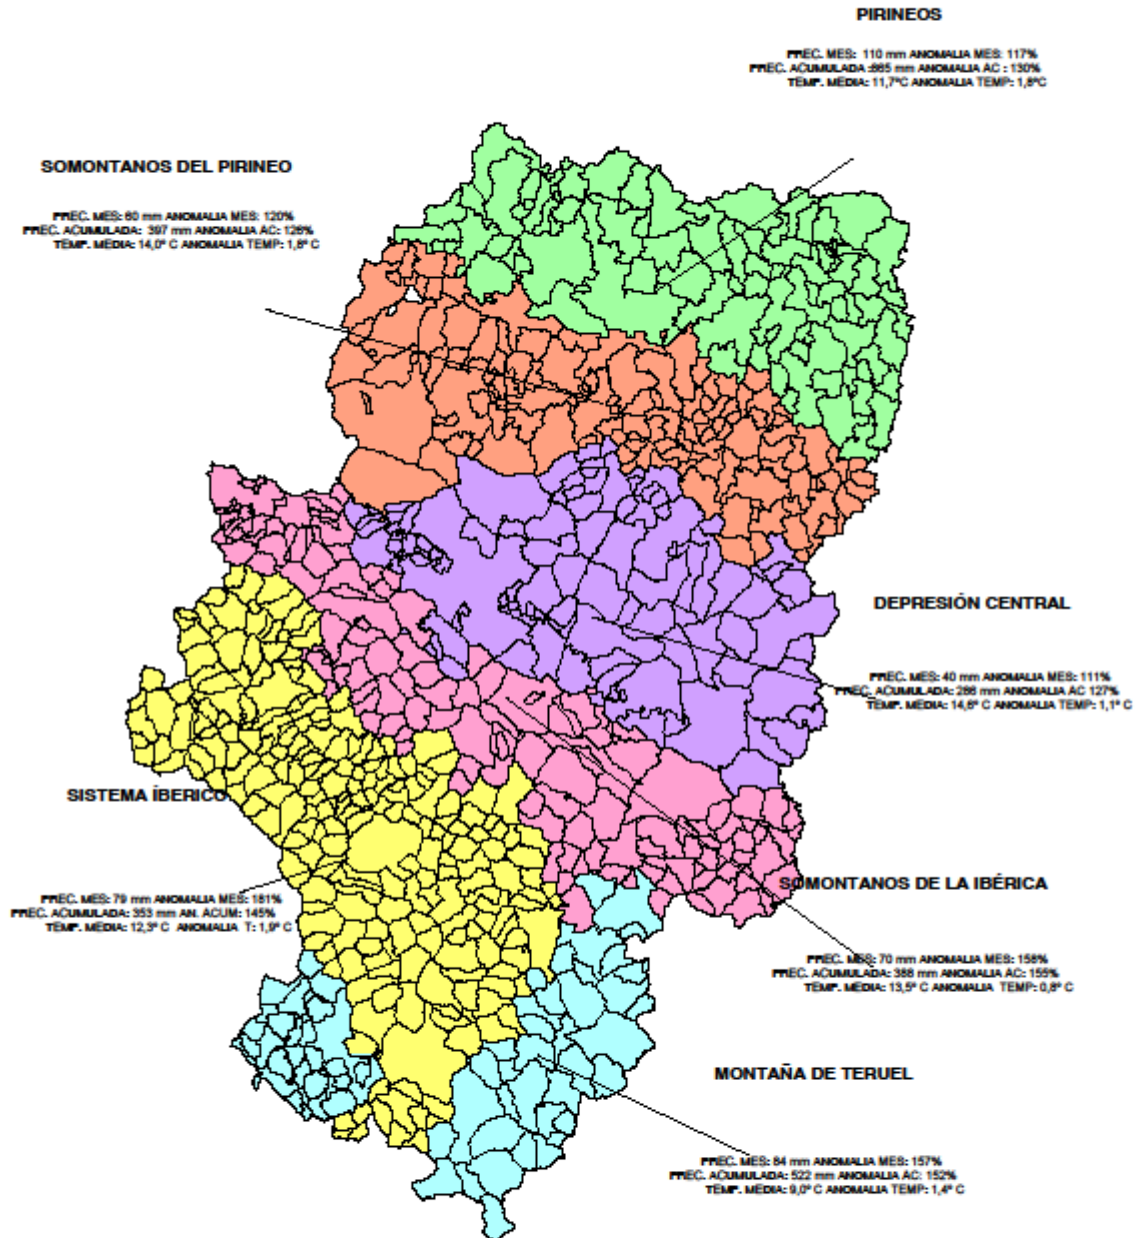 PIRINEOS
PREC. MES: 110 mm ANOMALIA MES: 117%
PREC. ACUMULADA :665 mm ANOMALIA AC : 130%
TEMP. MEDIA: 11,7ºC ANOMALIA TEMP: 1,8ºC
SOMONTANOS DEL PIRINEO
PREC. MES: 60 mm ANOMALIA MES: 120%
PREC. ACUMULADA: 397 mm ANOMALIA AC: 126%
TEMP. MEDIA: 14,0º C ANOMALIA TEMP: 1,8º C
DEPRESIÓN CENTRAL
PREC. MES: 40 mm ANOMALIA MES: 111%
PREC. ACUMULADA: 286 mm ANOMALIA AC 127%
TEMP. MEDIA: 14,6º C ANOMALIA TEMP: 1,1º C
SISTEMA ÍBERICO
PREC. MES: 79 mm ANOMALIA MES: 181%
PREC. ACUMULADA: 353 mm AN. ACUM: 145%
TEMP. MEDIA: 12,3º C ANOMALIA T: 1,9º C
SOMONTANOS DE LA IBÉRICA
PREC. MES: 70 mm ANOMALIA MES: 158%
PREC. ACUMULADA: 388 mm ANOMALIA AC: 155%
TEMP. MEDIA: 13,5º C ANOMALIA TEMP: 0,8º C
MONTAÑA DE TERUEL
PREC. MES: 84 mm ANOMALIA MES: 157%
PREC. ACUMULADA: 522 mm ANOMALIA AC: 152%
TEMP. MEDIA: 9,0º C ANOMALIA TEMP: 1,4º C